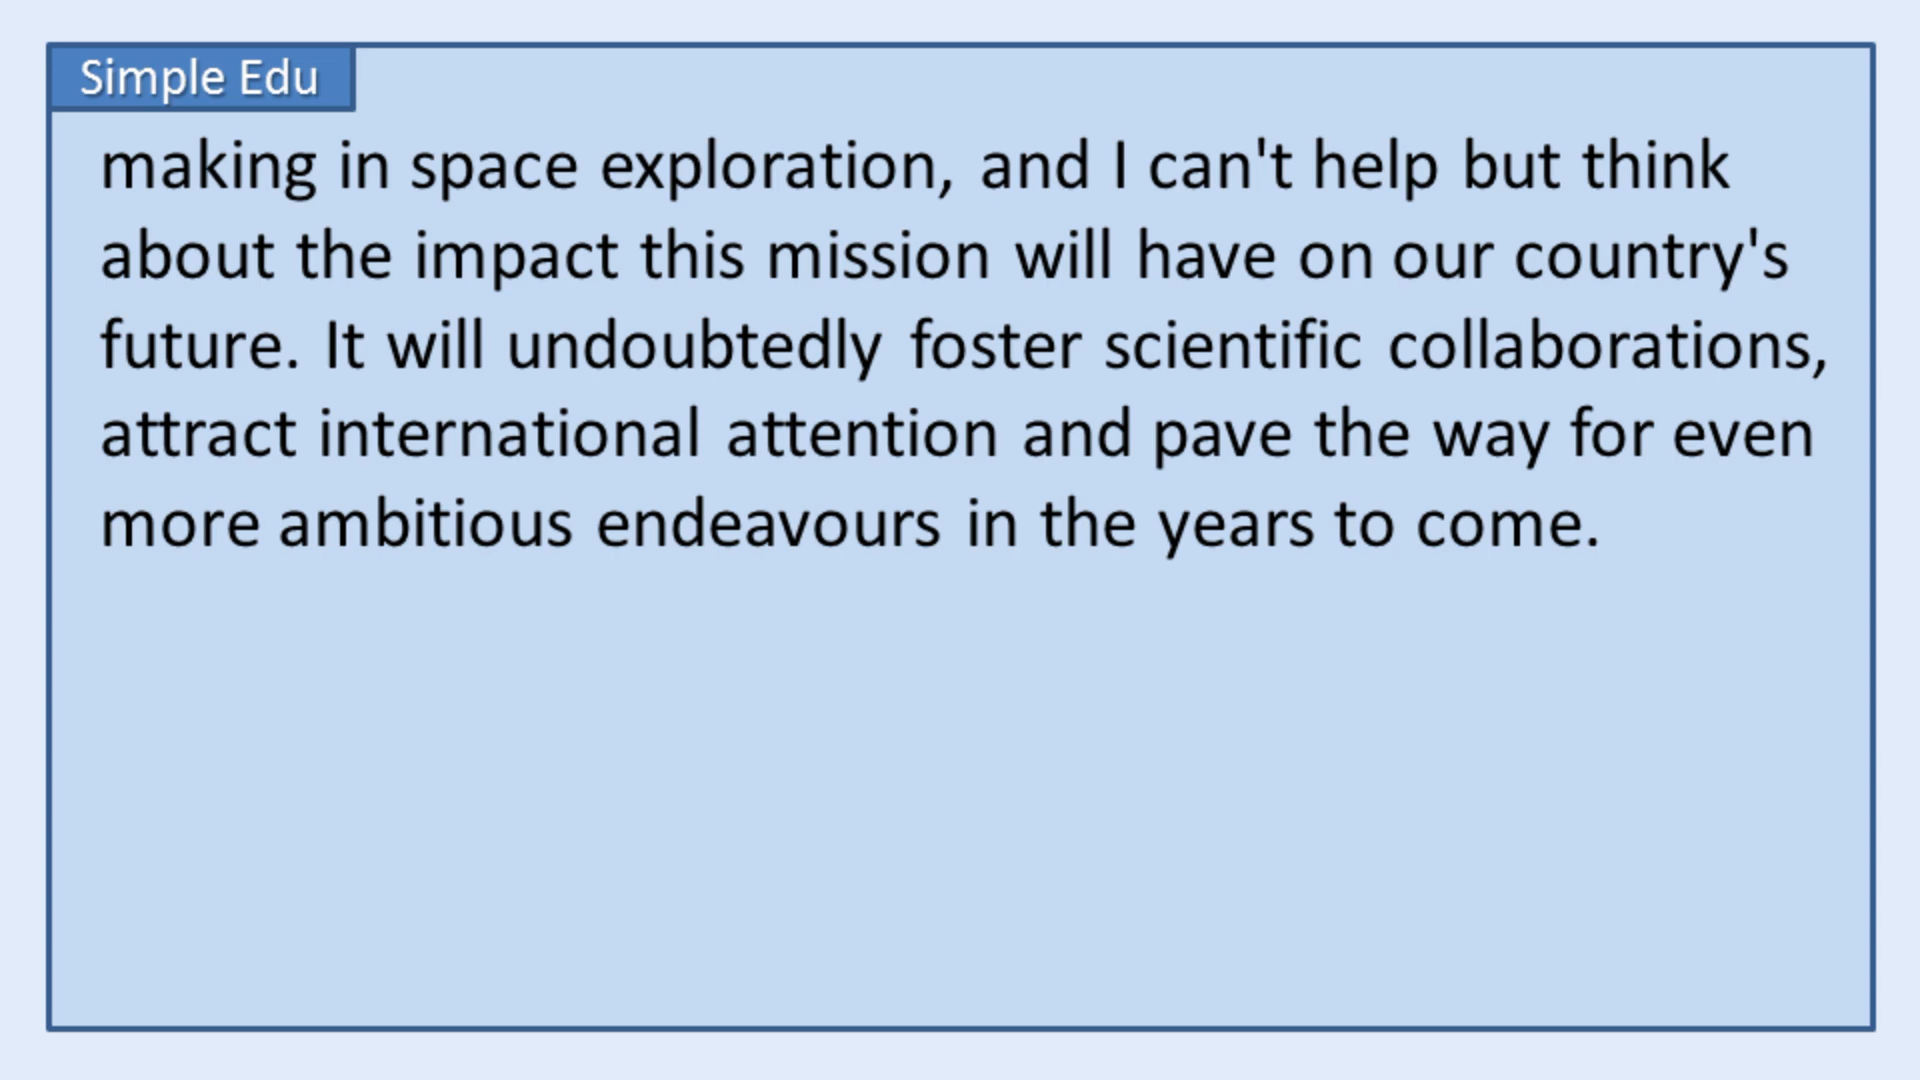 Simple Edu
making in space exploration, and I can't help but think
about the impact this mission will have on our country's
future. It will undoubtedly foster scientific collaborations,
attract international attention and pave the way for even
more ambitious endeavours in the years to come.